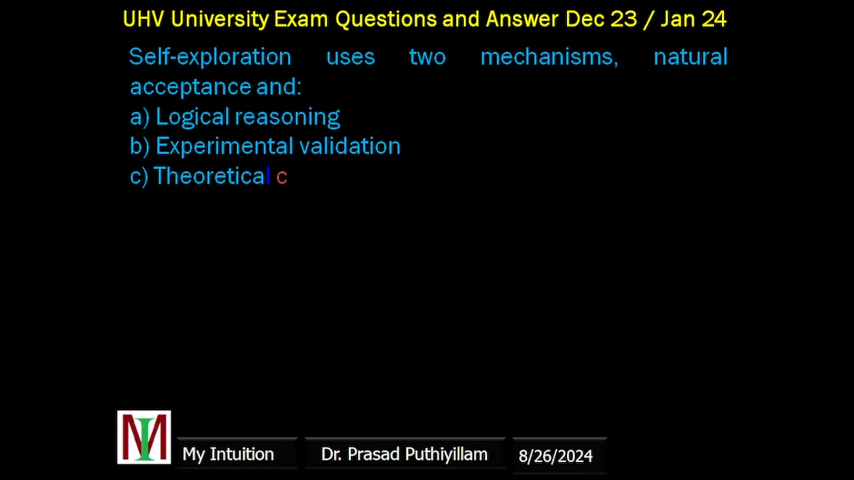 UHV University Exam Questions and Answer Dec 23 / Jan 24
Self-exploration uses two mechanisms, natural
acceptance and:
a) Logical reasoning
b) Experimental validation
c) Theoretical c
MI
My Intuition
Dr. Prasad Puthiyillam
8/26/2024